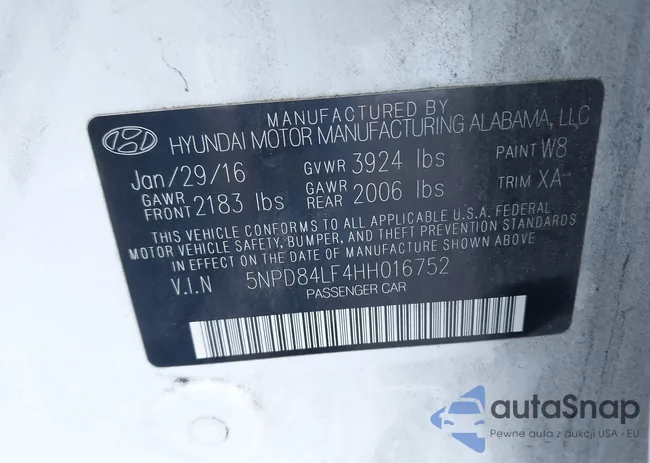 MANUFACTURED BY
HYUNDAI MOTOR MANUFACTURING ALABAMA, LLC
Jan/29/16 GVWR 3924 lbs PAINT W8
GAWR FRONT 2183 lbs GAWR REAR 2006 lbs TRIM XA
THIS VEHICLE CONFORMS TO ALL APPLICABLE U.S.A. FEDERAL
MOTOR VEHICLE SAFETY, BUMPER, AND THEFT PREVENTION STANDARDS
IN EFFECT ON THE DATE OF MANUFACTURE SHOWN ABOVE
V.I.N 5NPD84LF4HH016752
PASSENGER CAR
autoSnap
Pewne auta z aukcji USA i EU